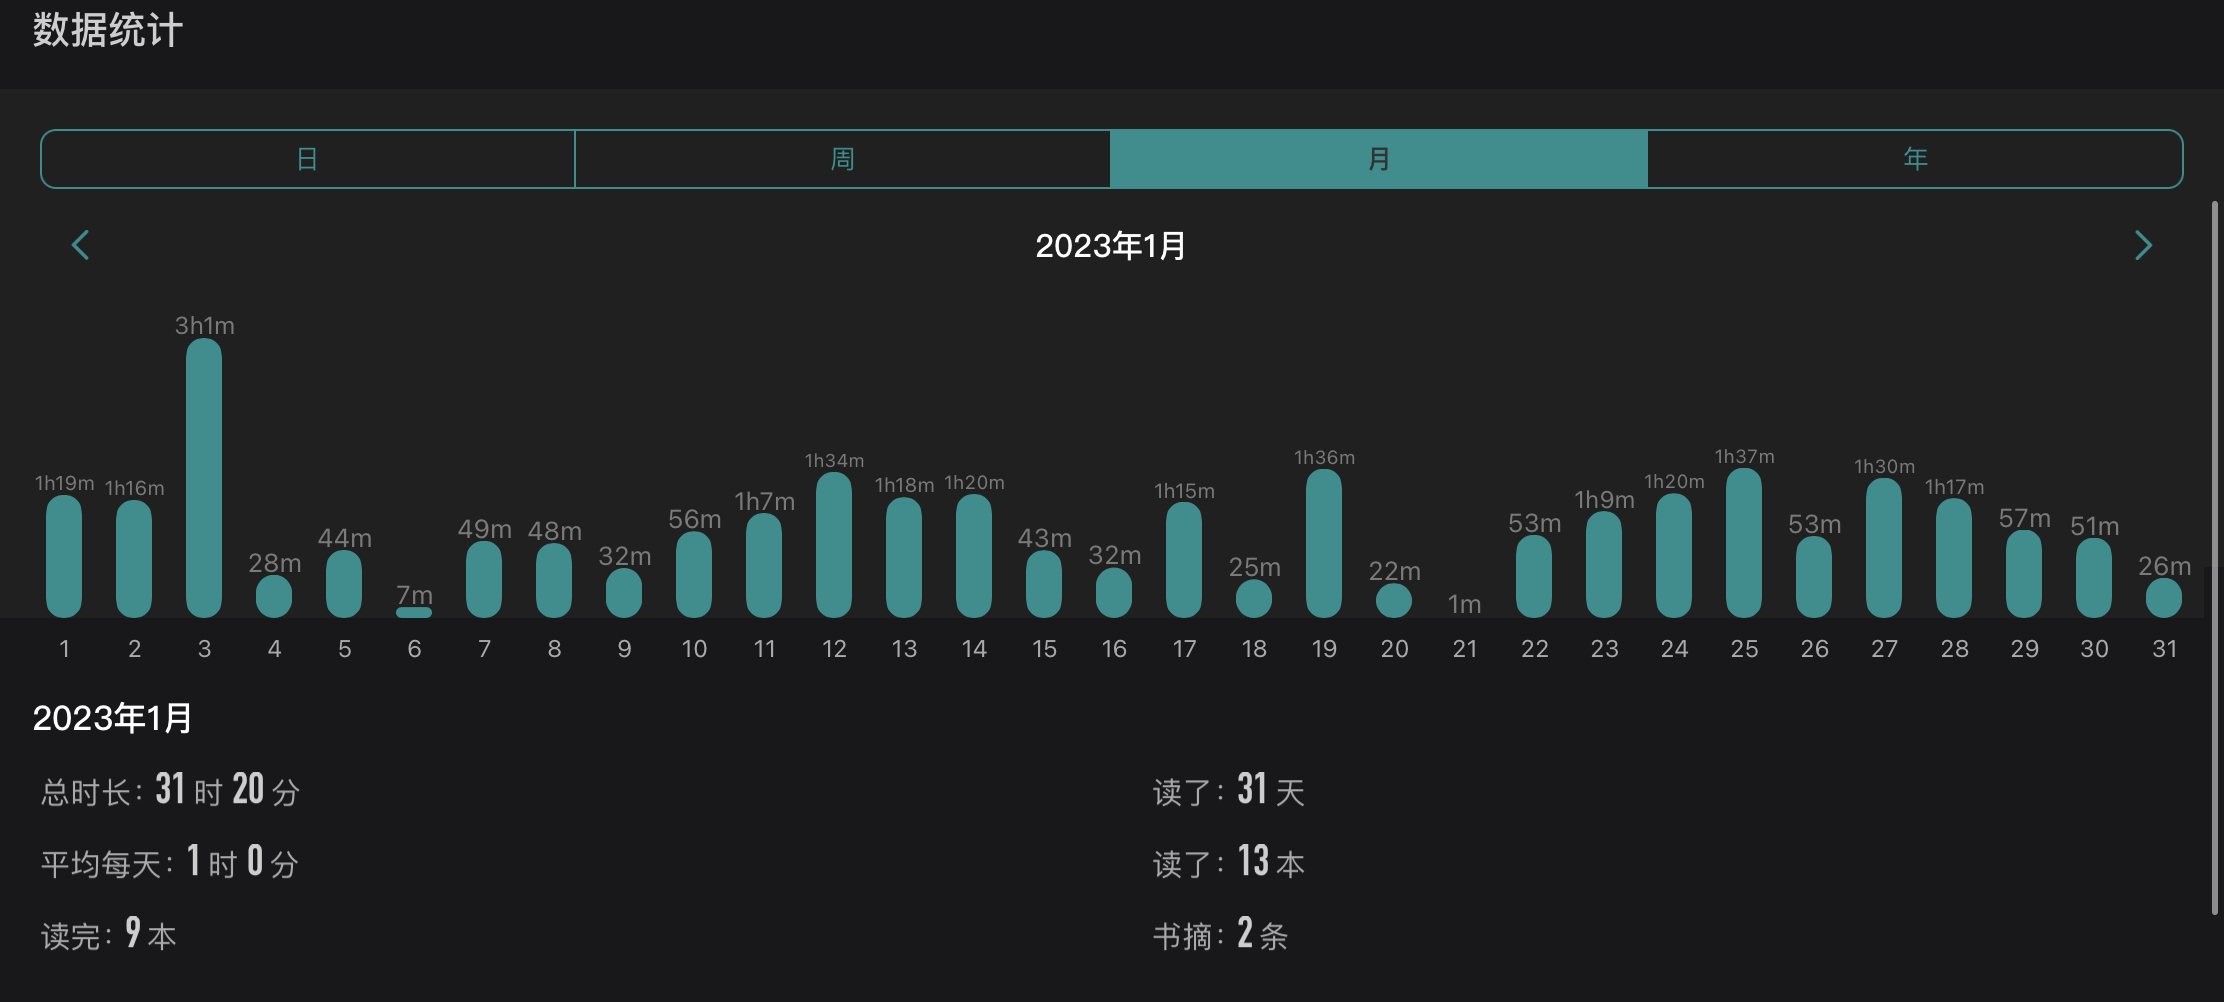 数据统计
日 周 月 年
2023年1月
1h19m 1h16m 3h1m 28m 44m 7m 49m 48m 32m 56m 1h7m 1h34m 1h18m 1h20m 43m 32m 1h15m 25m 1h36m 22m 1m 53m 1h9m 1h20m 1h37m 53m 1h30m 1h17m 57m 51m 26m
1 2 3 4 5 6 7 8 9 10 11 12 13 14 15 16 17 18 19 20 21 22 23 24 25 26 27 28 29 30 31
2023年1月
总时长：31 时 20 分
读了：31 天
平均每天：1 时 0 分
读了：13 本
读完：9 本
书摘：2 条